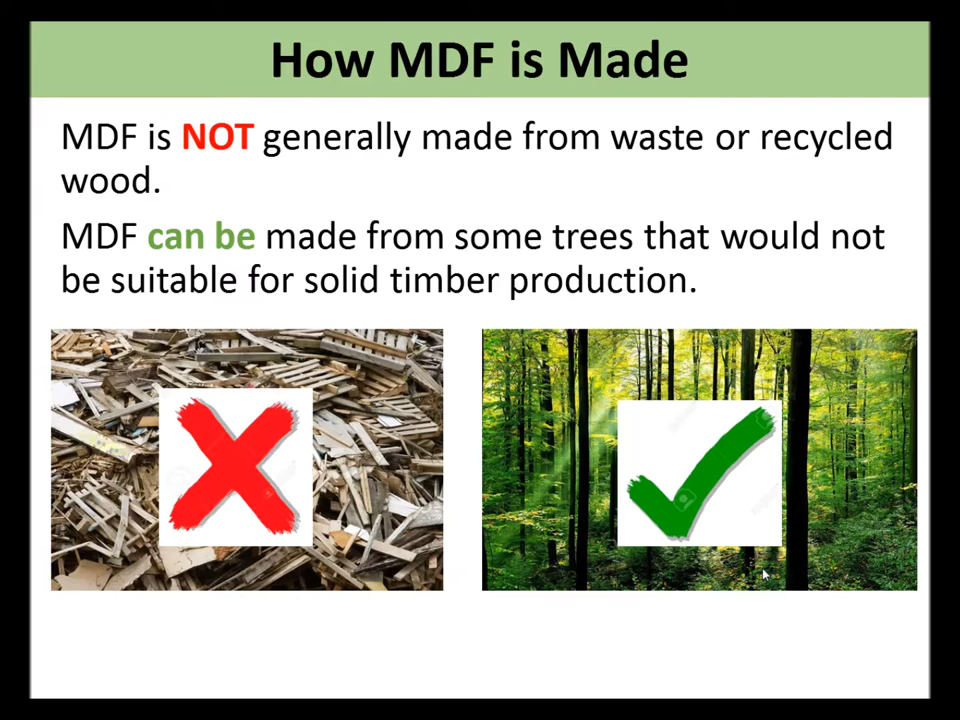 How MDF is Made
MDF is NOT generally made from waste or recycled
wood.
MDF can be made from some trees that would not
be suitable for solid timber production.